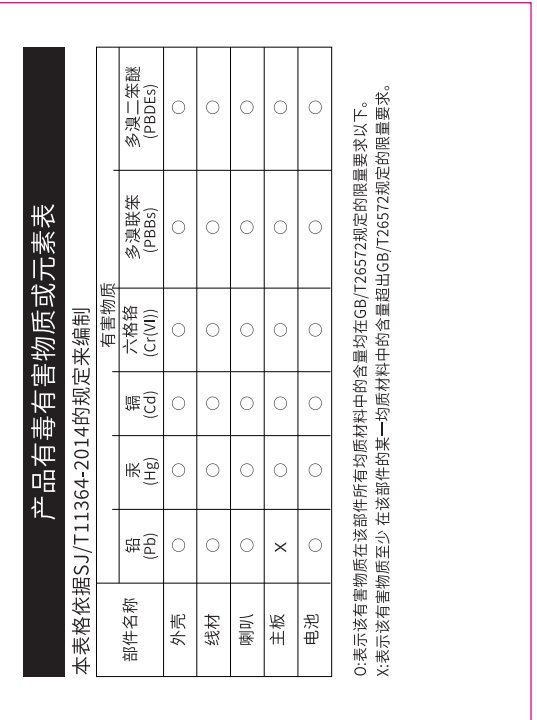 产品有毒有害物质或元素表
本表格依据SJ/T11364-2014的规定来编制
部件名称 有害物质
铅 汞 镉 六格铬 多溴联笨 多溴二笨醚
(Pb) (Hg) (Cd) (Cr(VI)) (PBBs) (PBDEs)
外壳 ○ ○ ○ ○ ○ ○
线材 ○ ○ ○ ○ ○ ○
喇叭 ○ ○ ○ ○ ○ ○
主板 X ○ ○ ○ ○ ○
电池 ○ ○ ○ ○ ○ ○
O:表示该有害物质在该部件所有均质材料中的含量均在GB/T26572规定的限量要求以下。
X:表示该有害物质至少 在该部件的某一均质材料中的含量超出GB/T26572规定的限量要求。